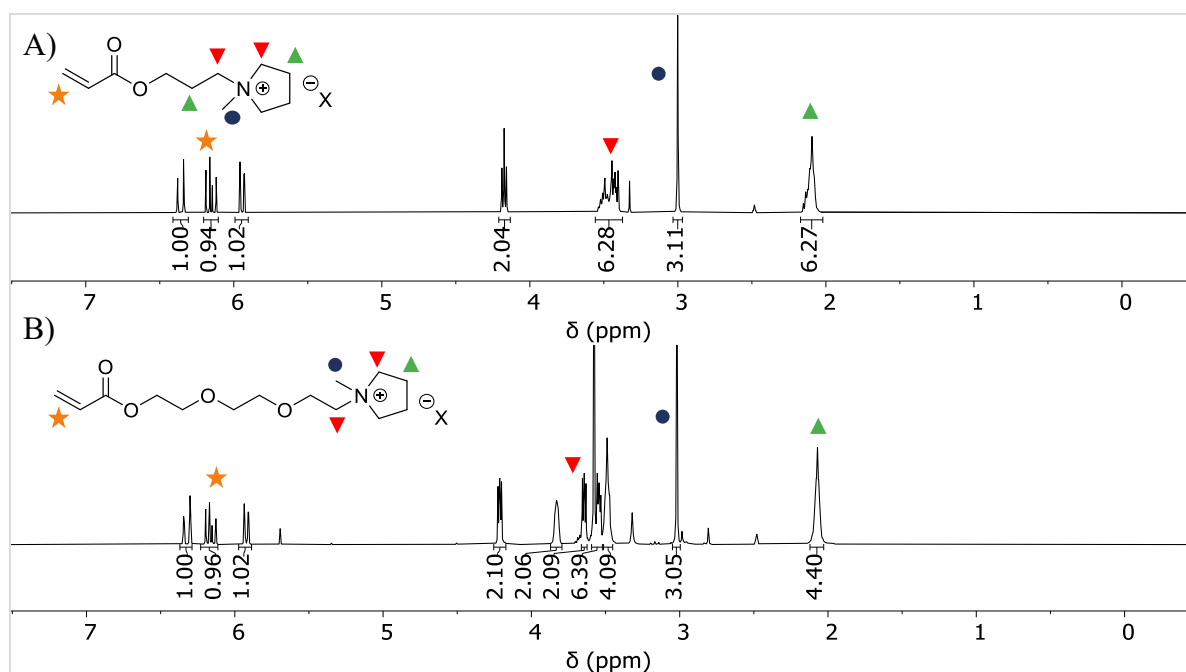 A)
O
O
N
+
−
X
1.00
0.94
1.02
2.04
6.28
3.11
6.27
7 6 5 4 3 2 1 0
δ (ppm)
B)
O
O
O
O
N
+
−
X
1.00
0.96
1.02
2.10
2.06
2.09
6.39
4.09
3.05
4.40
7 6 5 4 3 2 1 0
δ (ppm)